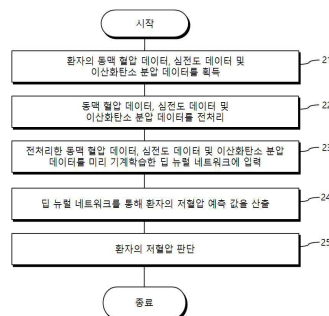 시작
환자의 동맥 혈압 데이터, 심전도 데이터 및
이산화탄소 분압 데이터를 획득
21
동맥 혈압 데이터, 심전도 데이터 및
이산화탄소 분압 데이터를 전처리
22
전처리한 동맥 혈압 데이터, 심전도 데이터 및 이산화탄소 분압
데이터를 미리 기계학습한 딥 뉴럴 네트워크에 입력
23
딥 뉴럴 네트워크를 통해 환자의 저혈압 예측 값을 산출
24
환자의 저혈압 판단
25
종료